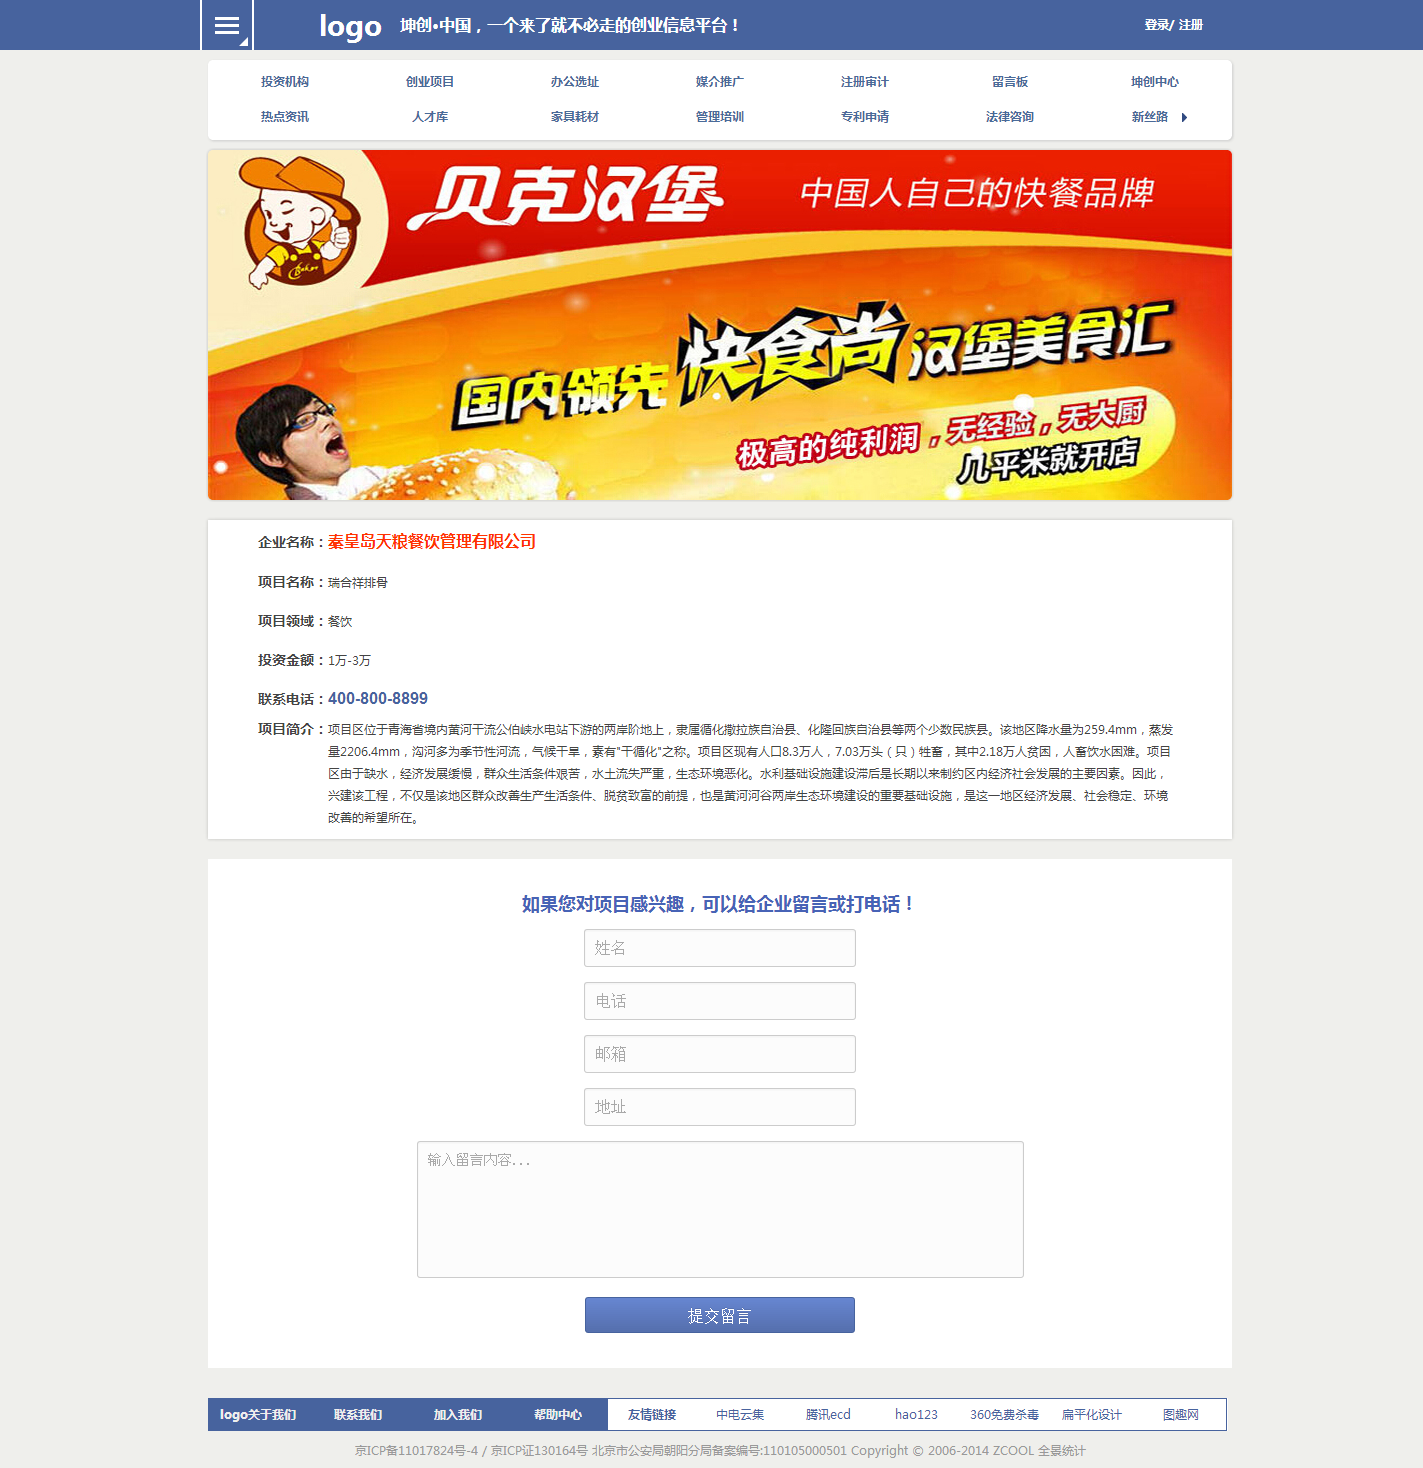 logo 坤创•中国，一个来了就不必走的创业信息平台！ 登录/ 注册
投资机构 创业项目 办公选址 媒介推广 注册审计 留言板 坤创中心
热点资讯 人才库 家具耗材 管理培训 专利申请 法律咨询 新丝路
贝克汉堡 中国人自己的快餐品牌
国内领先 快食尚 汉堡美食汇
极高的纯利润，无经验，无大厨
几平米就开店
企业名称：秦皇岛天粮餐饮管理有限公司
项目名称：瑞合祥排骨
项目领域：餐饮
投资金额：1万-3万
联系电话：400-800-8899
项目简介：项目区位于青海省境内黄河干流公伯峡水电站下游的两岸阶地上，隶属循化撒拉族自治县、化隆回族自治县等两个少数民族县。该地区降水量为259.4mm，蒸发
量2206.4mm，沟河多为季节性河流，气候干旱，素有"干循化"之称。项目区现有人口8.3万人，7.03万头（只）牲畜，其中2.18万人贫困，人畜饮水困难。项目
区由于缺水，经济发展缓慢，群众生活条件艰苦，水土流失严重，生态环境恶化。水利基础设施建设滞后是长期以来制约区内经济社会发展的主要因素。因此，
兴建该工程，不仅是该地区群众改善生产生活条件、脱贫致富的前提，也是黄河河谷两岸生态环境建设的重要基础设施，是这一地区经济发展、社会稳定、环境
改善的希望所在。
如果您对项目感兴趣，可以给企业留言或打电话！
姓名
电话
邮箱
地址
输入留言内容...
提交留言
logo关于我们 联系我们 加入我们 帮助中心 友情链接 中电云集 腾讯ecd hao123 360免费杀毒 扁平化设计 图趣网
京ICP备11017824号-4 / 京ICP证130164号 北京市公安局朝阳分局备案编号:110105000501 Copyright © 2006-2014 ZCOOL 全景统计